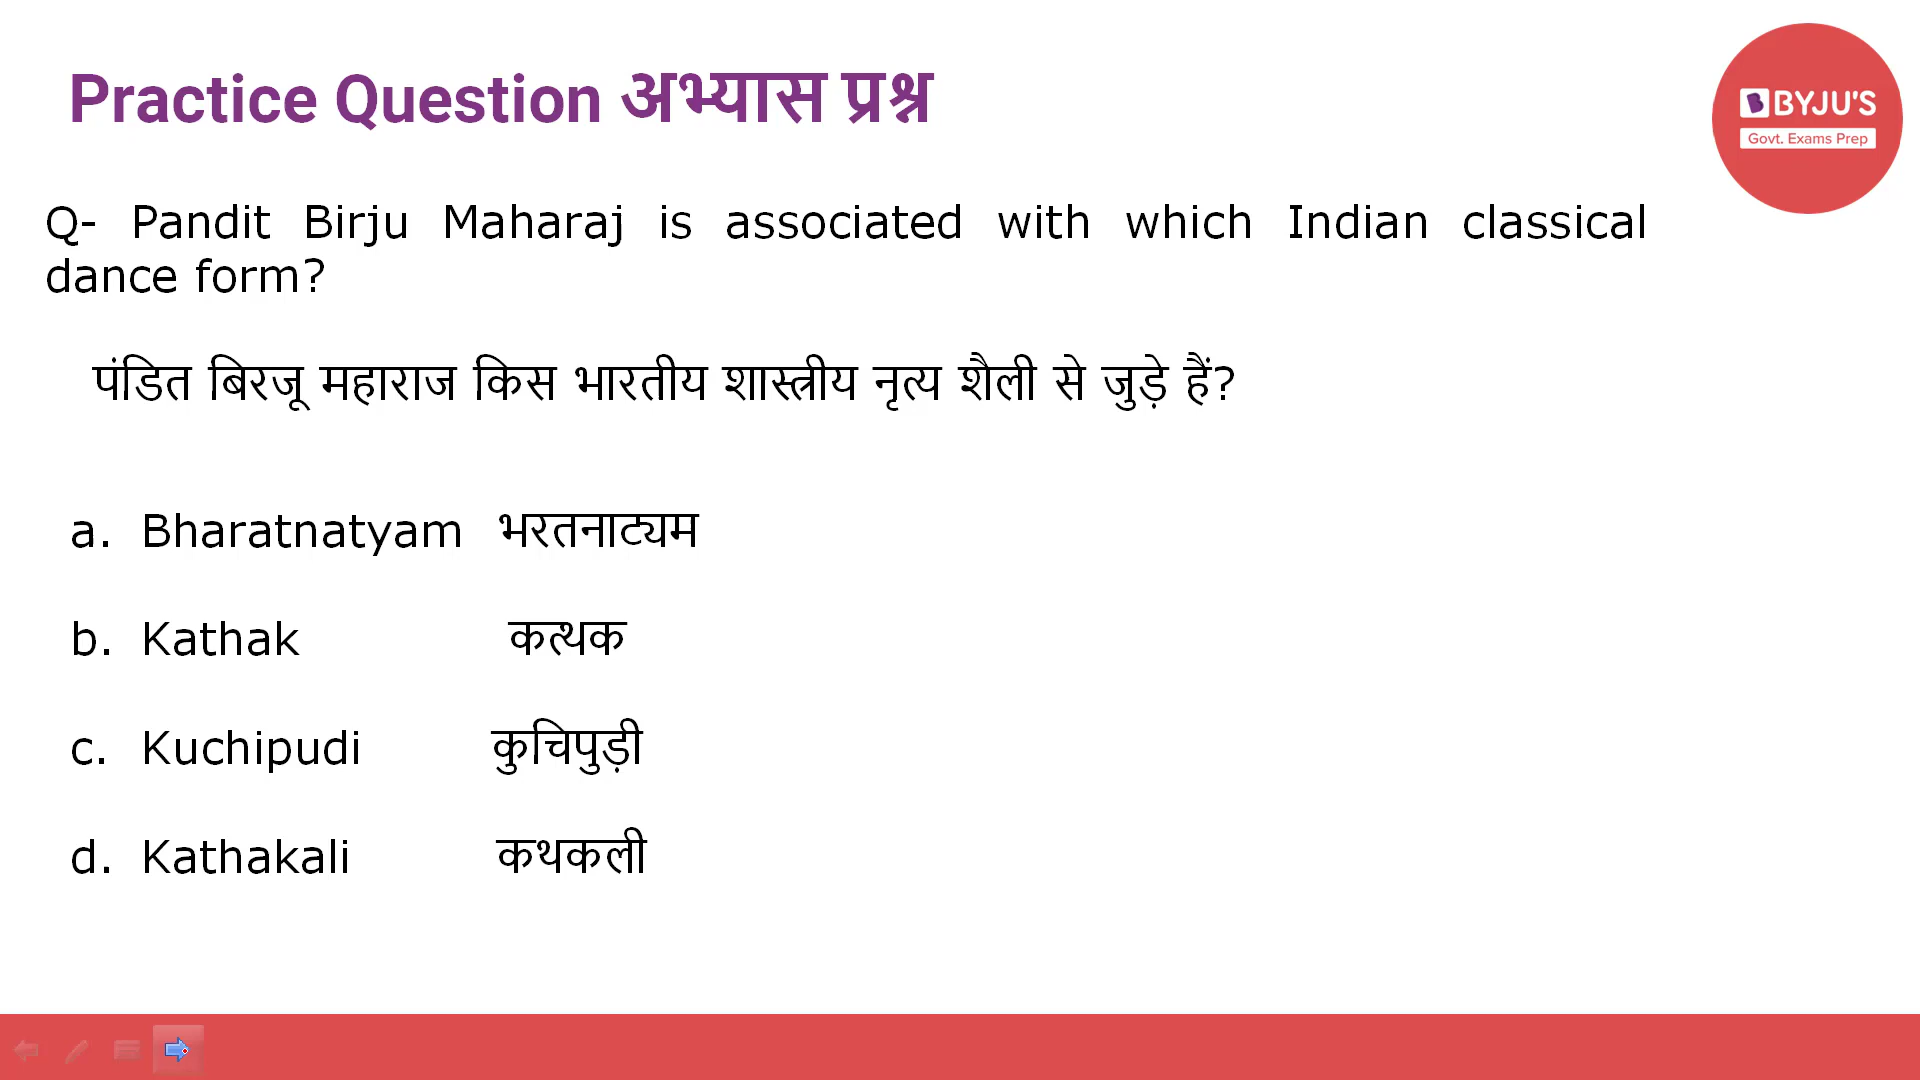 Practice Question अभ्यास प्रश्न
BYJU'S
Govt. Exams Prep
Q- Pandit Birju Maharaj is associated with which Indian classical
dance form?
पंडित बिरजू महाराज किस भारतीय शास्त्रीय नृत्य शैली से जुड़े हैं?
a. Bharatnatyam भरतनाट्यम
b. Kathak कत्थक
c. Kuchipudi कुचिपुड़ी
d. Kathakali कथकली